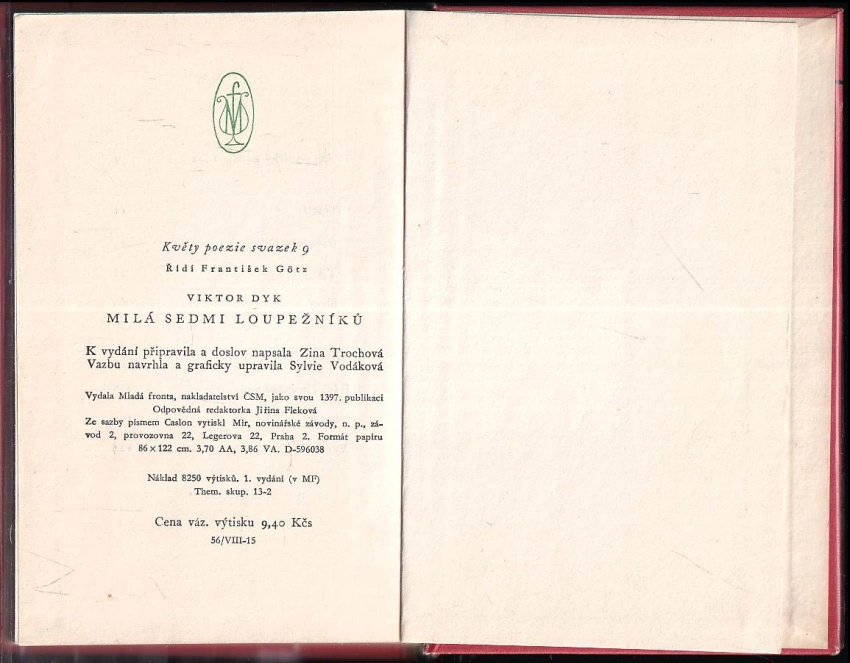 Květy poezie svazek 9
Řídí František Götz
VIKTOR DYK
MILÁ SEDMI LOUPEŽNÍKŮ
K vydání připravila a doslov napsala Zina Trochová
Vazbu navrhla a graficky upravila Sylvie Vodáková
Vydala Mladá fronta, nakladatelství ČSM, jako svou 1397. publikaci
Odpovědná redaktorka Jiřina Fleková
Ze sazby písmem Caslon vytiskl Mír, novinářské závody, n. p., zá-
vod 2, provozovna 22, Legerova 22, Praha 2. Formát papíru
86×122 cm. 3,70 AA, 3,86 VA. D-596038
Náklad 8250 výtisků. 1. vydání (v MF)
Them. skup. 13-2
Cena váz. výtisku 9,40 Kčs
56/VIII-15